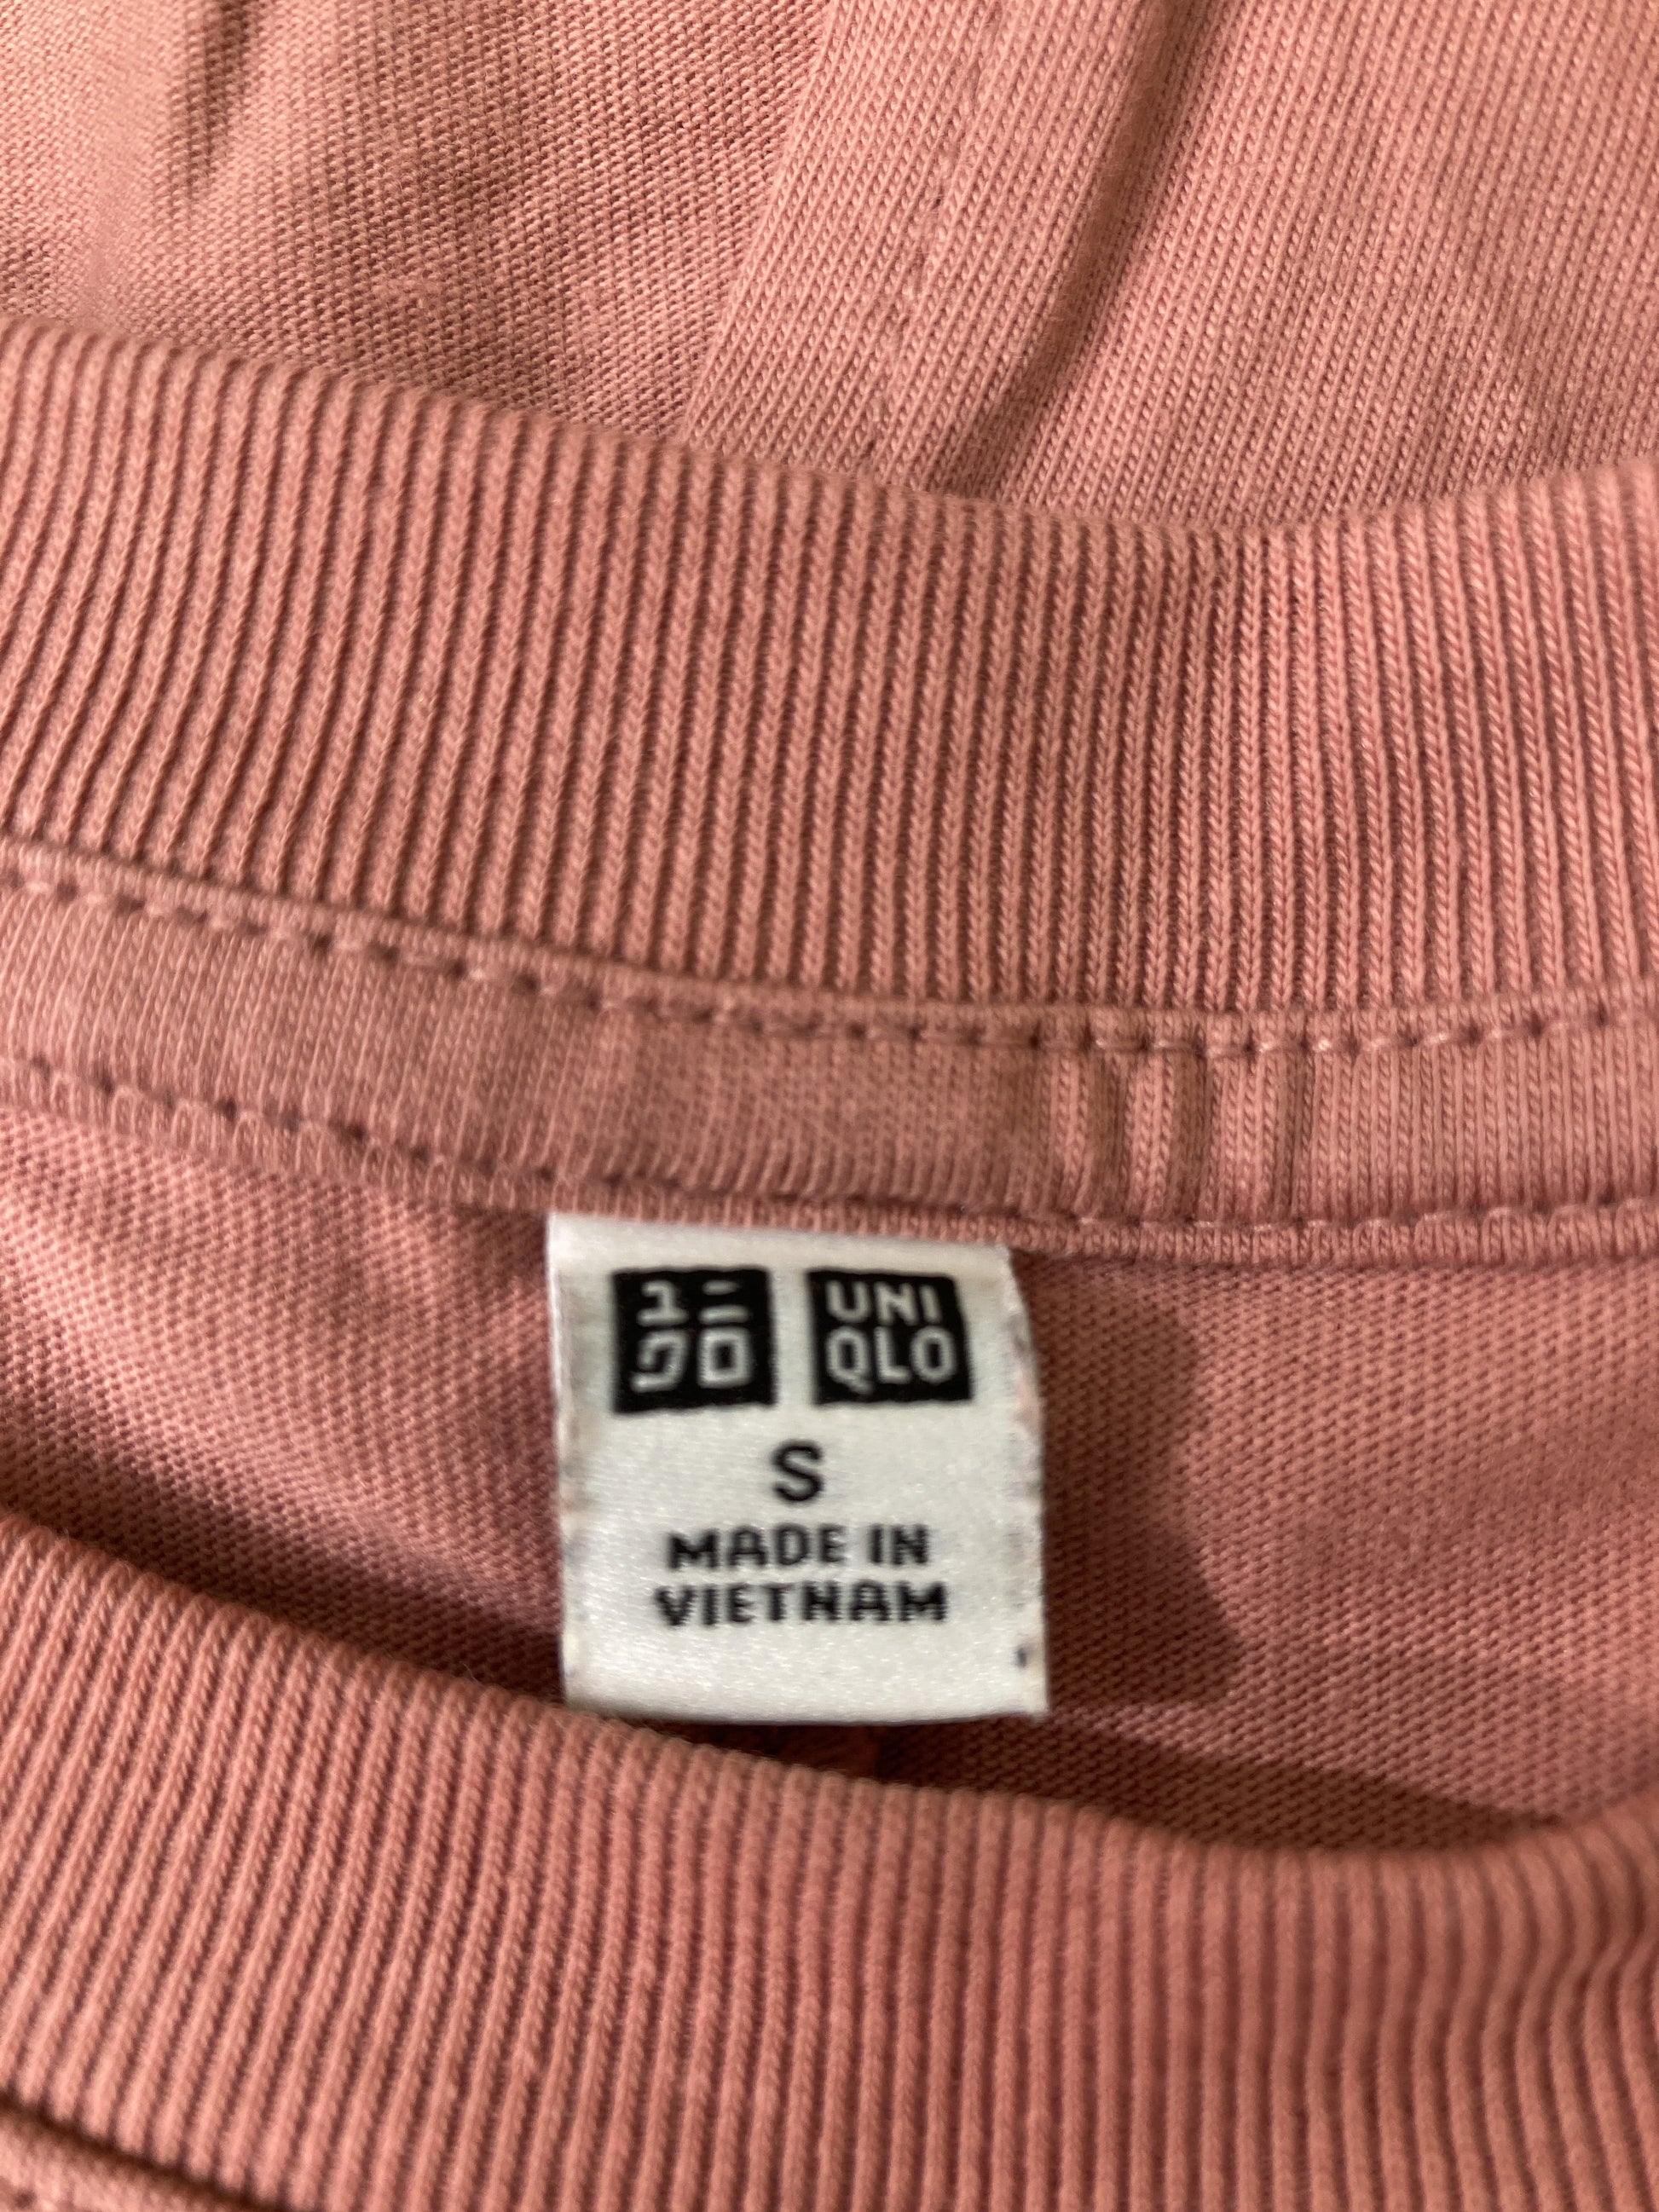 ユニ UNI
クロ QLO
S
MADE IN
VIETNAM